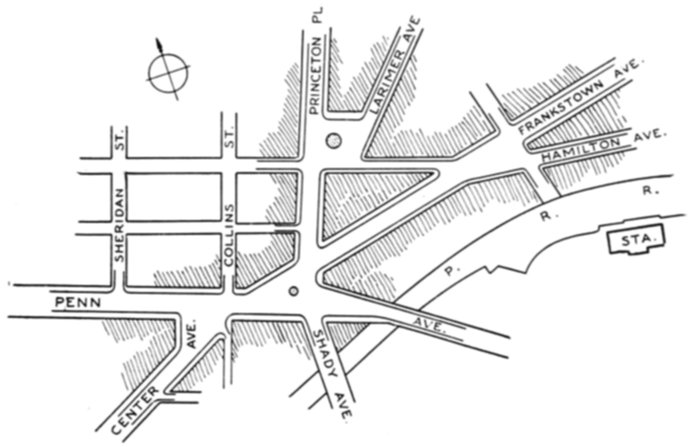 PRINCETON PL
LARIMER AVE
FRANKSTOWN AVE.
HAMILTON AVE.
SHERIDAN ST.
COLLINS ST.
P. R. R.
STA.
PENN AVE.
CENTER AVE.
SHADY AVE.